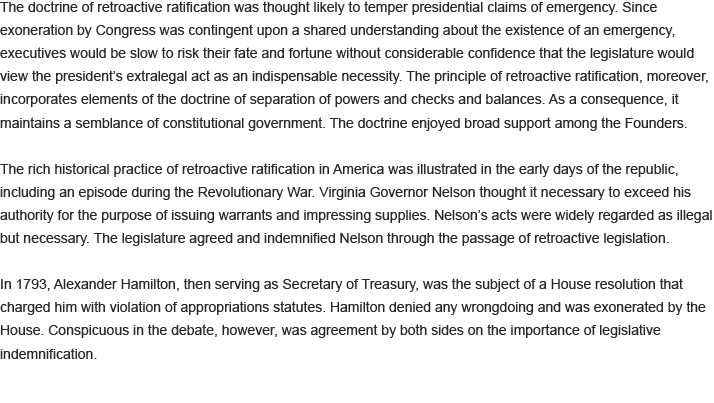 The doctrine of retroactive ratification was thought likely to temper presidential claims of emergency. Since
exoneration by Congress was contingent upon a shared understanding about the existence of an emergency,
executives would be slow to risk their fate and fortune without considerable confidence that the legislature would
view the president's extralegal act as an indispensable necessity. The principle of retroactive ratification, moreover,
incorporates elements of the doctrine of separation of powers and checks and balances. As a consequence, it
maintains a semblance of constitutional government. The doctrine enjoyed broad support among the Founders.
The rich historical practice of retroactive ratification in America was illustrated in the early days of the republic,
including an episode during the Revolutionary War. Virginia Governor Nelson thought it necessary to exceed his
authority for the purpose of issuing warrants and impressing supplies. Nelson's acts were widely regarded as illegal
but necessary. The legislature agreed and indemnified Nelson through the passage of retroactive legislation.
In 1793, Alexander Hamilton, then serving as Secretary of Treasury, was the subject of a House resolution that
charged him with violation of appropriations statutes. Hamilton denied any wrongdoing and was exonerated by the
House. Conspicuous in the debate, however, was agreement by both sides on the importance of legislative
indemnification.